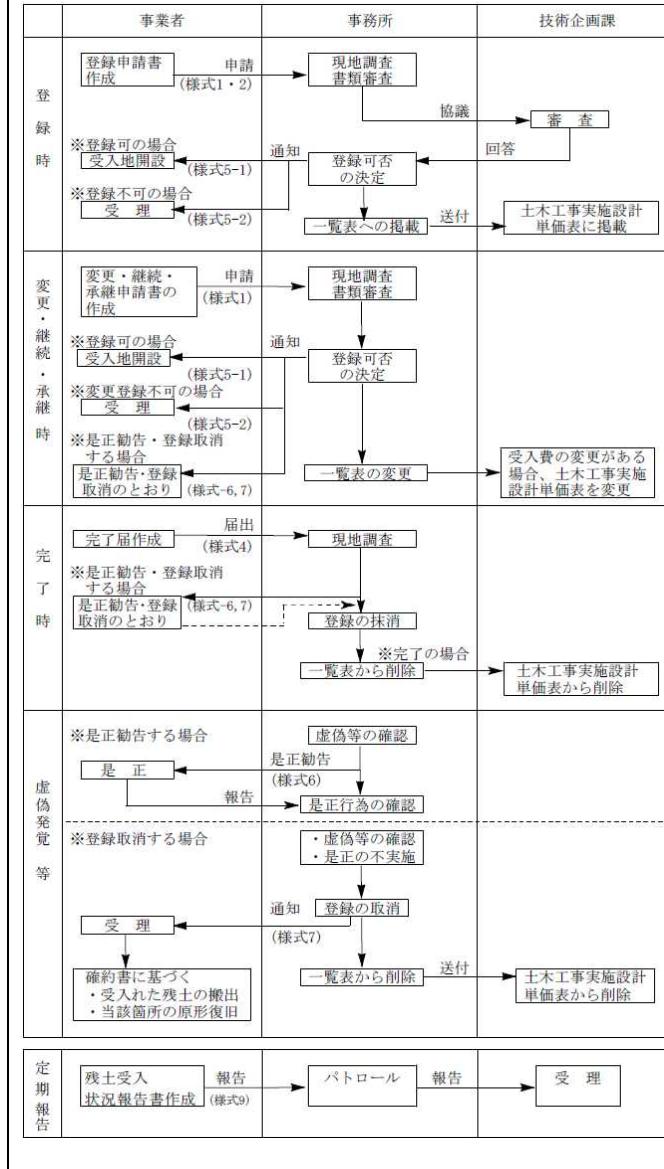 事業者
事務所
技術企画課
登録時
登録申請書
作成
申請
(様式1・2)
現地調査
書類審査
協議
審　査
回答
※登録可の場合
受入地開設
通知
(様式5-1)
登録可否
の決定
※登録不可の場合
受　理
(様式5-2)
一覧表への掲載
送付
土木工事実施設計
単価表に掲載
変更・継続・承継時
変更・継続・
承継申請書の
作成
申請
(様式1)
現地調査
書類審査
※登録可の場合
受入地開設
通知
(様式5-1)
登録可否
の決定
※変更登録不可の場合
受　理
(様式5-2)
※是正勧告・登録取消
する場合
是正勧告・登録
取消のとおり
(様式-6,7)
一覧表の変更
受入費の変更がある
場合、土木工事実施
設計単価表を変更
完了時
完了届作成
届出
(様式4)
現地調査
※是正勧告・登録取消
する場合
是正勧告・登録
取消のとおり
(様式-6,7)
登録の抹消
※完了の場合
一覧表から削除
土木工事実施設計
単価表から削除
虚偽発覚等
※是正勧告する場合
虚偽等の確認
是　正
是正勧告
(様式6)
報告
是正行為の確認
※登録取消する場合
・虚偽等の確認
・是正の不実施
登録の取消
通知
(様式7)
受　理
確約書に基づく
・受入れた残土の搬出
・当該箇所の原形復旧
一覧表から削除
送付
土木工事実施設計
単価表から削除
定期報告
残土受入
状況報告書作成
報告
(様式9)
パトロール
報告
受　理